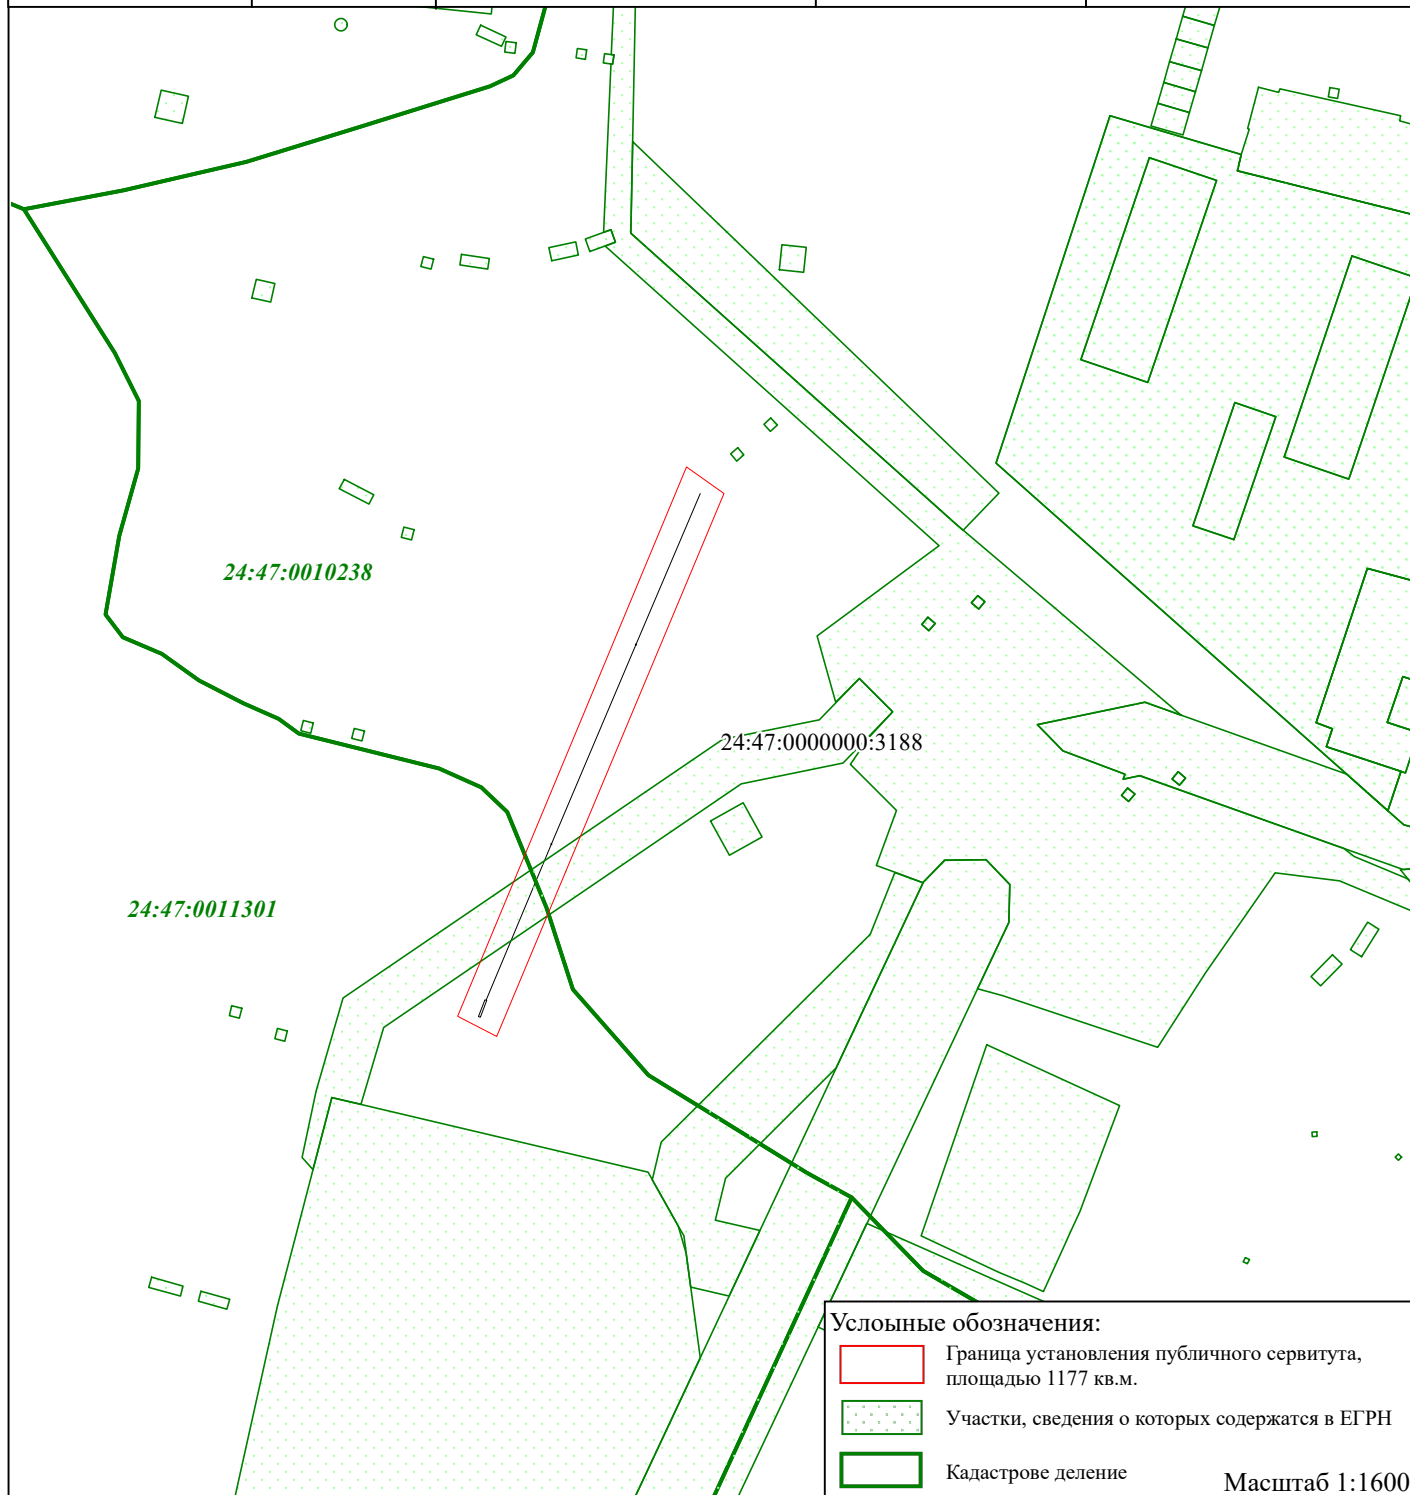 24:47:0010238
24:47:0000000:3188
24:47:0011301
Услоыные обозначения:
Граница установления публичного сервитута,
площадью 1177 кв.м.
Участки, сведения о которых содержатся в ЕГРН
Кадастрове деление
Масштаб 1:1600